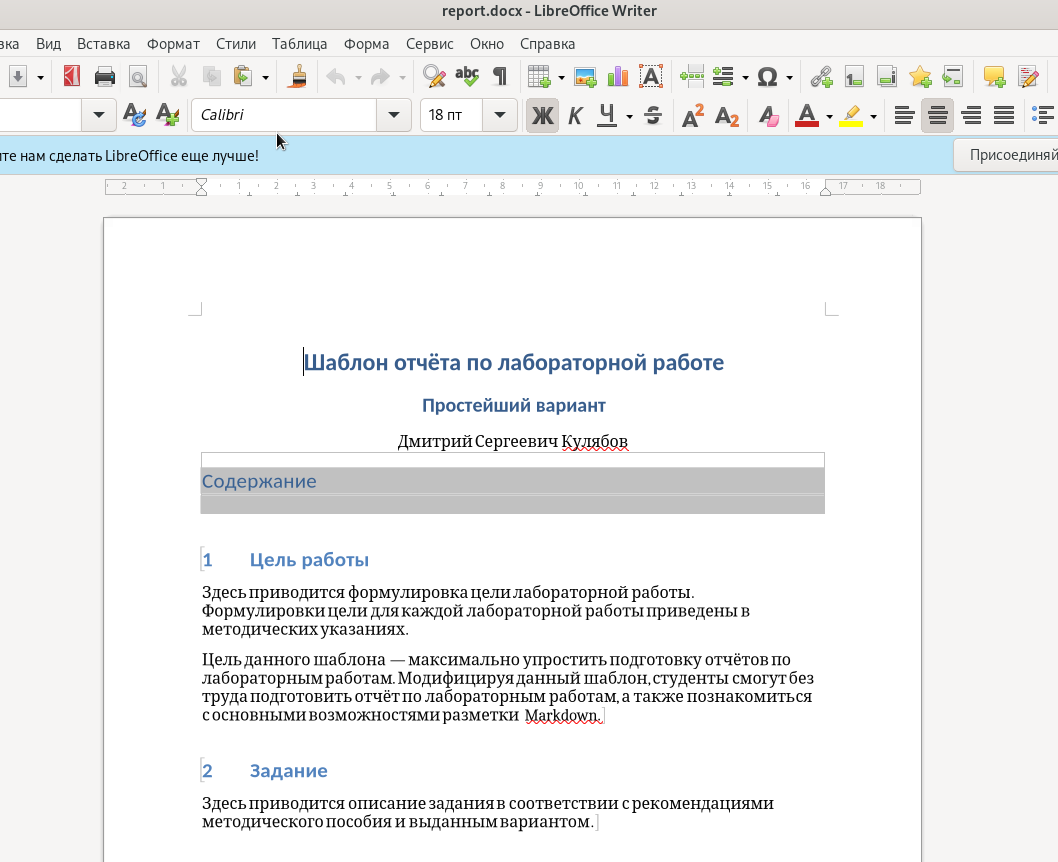 report.docx - LibreOffice Writer
вка Вид Вставка Формат Стили Таблица Форма Сервис Окно Справка
abc ¶ A Ω 1
Calibri 18 пт Ж К Ч S A2 A2 A A
те нам сделать LibreOffice еще лучше! Присоединяй
2 1 1 2 3 4 5 6 7 8 9 10 11 12 13 14 15 16 17 18
Шаблон отчёта по лабораторной работе
Простейший вариант
Дмитрий Сергеевич Кулябов
Содержание
1 Цель работы
Здесь приводится формулировка цели лабораторной работы.
Формулировки цели для каждой лабораторной работы приведены в
методических указаниях.
Цель данного шаблона — максимально упростить подготовку отчётов по
лабораторным работам. Модифицируя данный шаблон, студенты смогут без
труда подготовить отчёт по лабораторным работам, а также познакомиться
с основными возможностями разметки Markdown.
2 Задание
Здесь приводится описание задания в соответствии с рекомендациями
методического пособия и выданным вариантом.